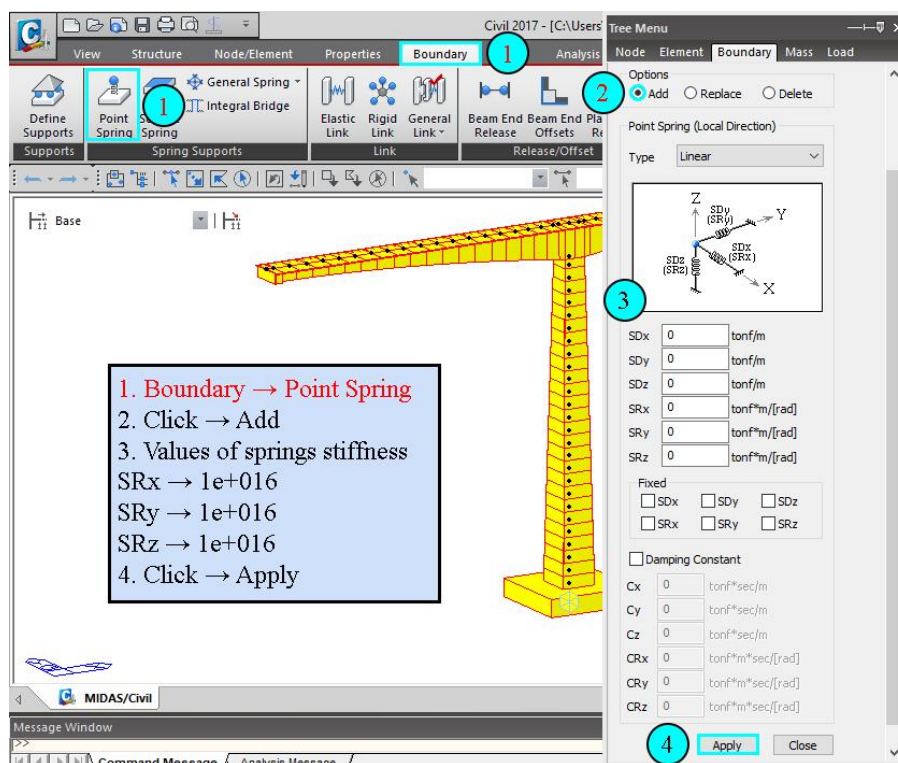 Civil 2017 - [C:\Users\
View Structure Node/Element Properties Boundary 1 Analysis
Define Supports
Point Spring
1
Spring
General Spring
Integral Bridge
Elastic Link
Rigid Link
General Link
Beam End Release
Beam End Offsets
Supports
Spring Supports
Link
Release/Offset
Base
1. Boundary → Point Spring
2. Click → Add
3. Values of springs stiffness
SRx → 1e+016
SRy → 1e+016
SRz → 1e+016
4. Click → Apply
MIDAS/Civil
Message Window
>>
Command Message
Analysis Message
Tree Menu
Node Element Boundary Mass Load
Options
2
Add Replace Delete
Point Spring (Local Direction)
Type Linear
Z
SDy
(SRy)
Y
SDx
(SRx)
SDz
(SRz)
X
3
SDx 0 tonf/m
SDy 0 tonf/m
SDz 0 tonf/m
SRx 0 tonf*m/[rad]
SRy 0 tonf*m/[rad]
SRz 0 tonf*m/[rad]
Fixed
SDx SDy SDz
SRx SRy SRz
Damping Constant
Cx 0 tonf*sec/m
Cy 0 tonf*sec/m
Cz 0 tonf*sec/m
CRx 0 tonf*m*sec/[rad]
CRy 0 tonf*m*sec/[rad]
CRz 0 tonf*m*sec/[rad]
4 Apply Close